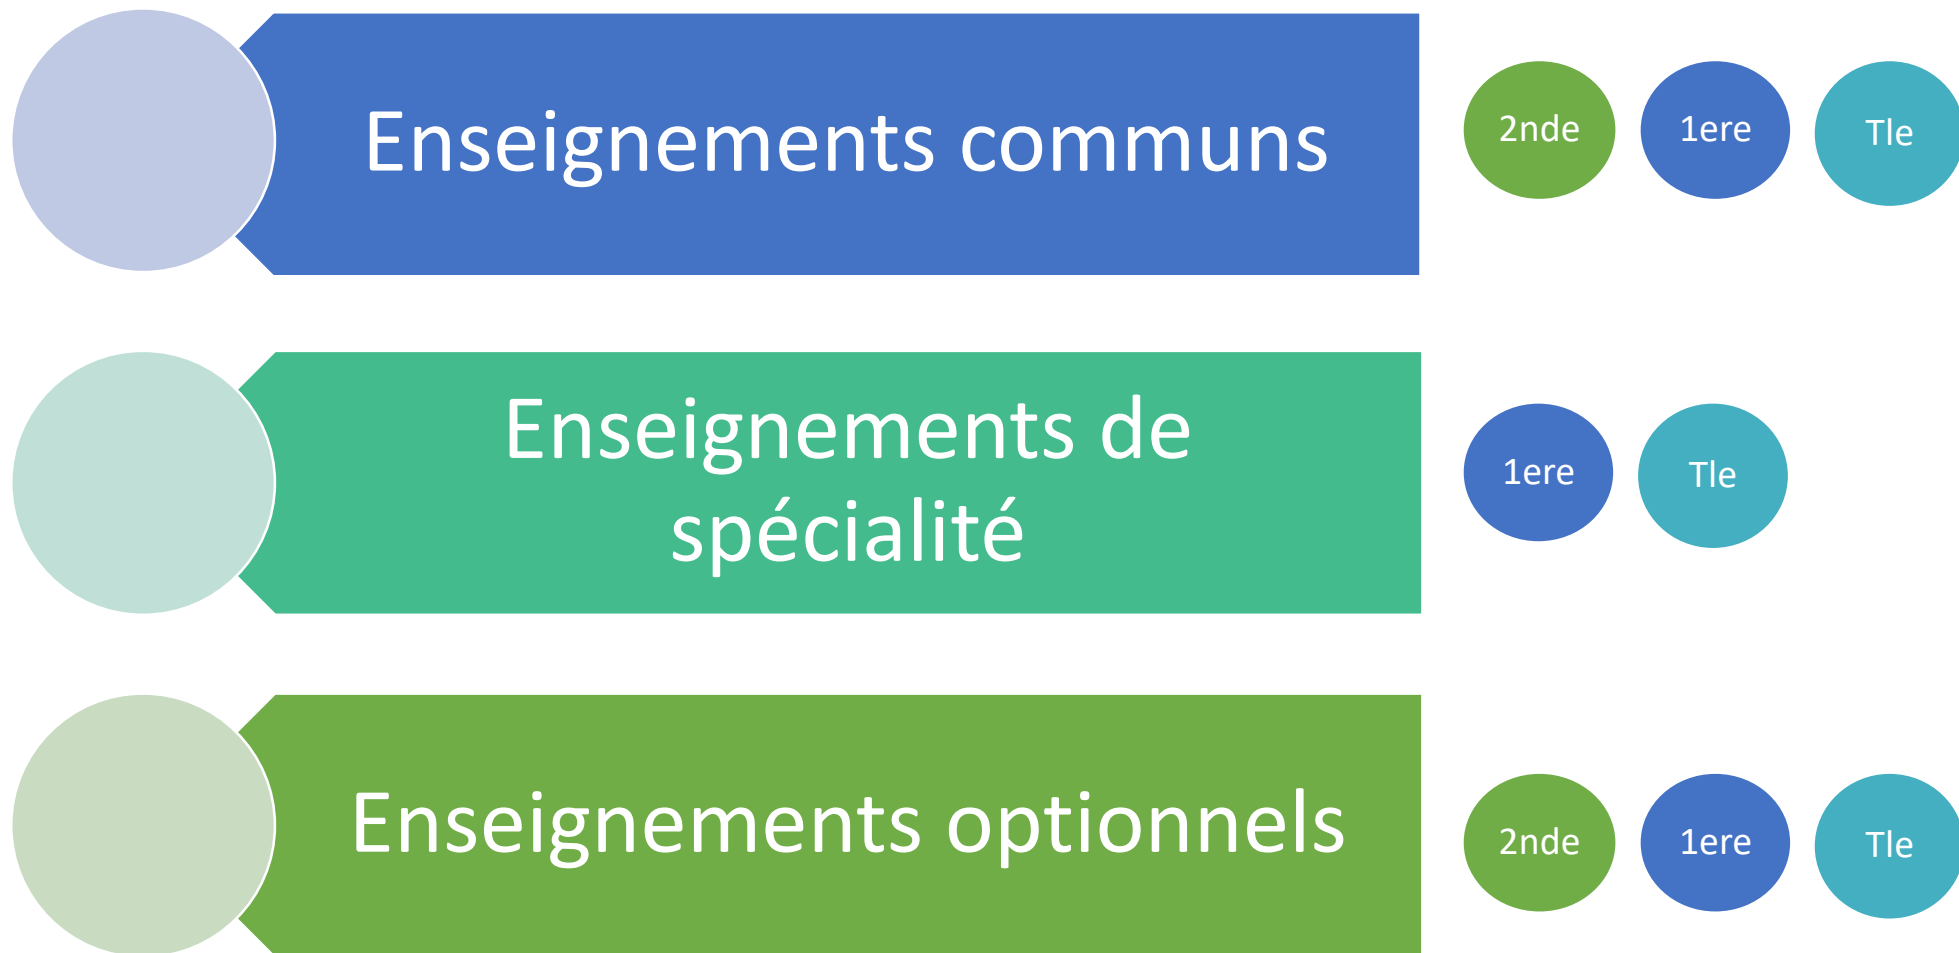 Enseignements communs
2nde 1ere Tle
Enseignements de
spécialité
1ere Tle
Enseignements optionnels
2nde 1ere Tle